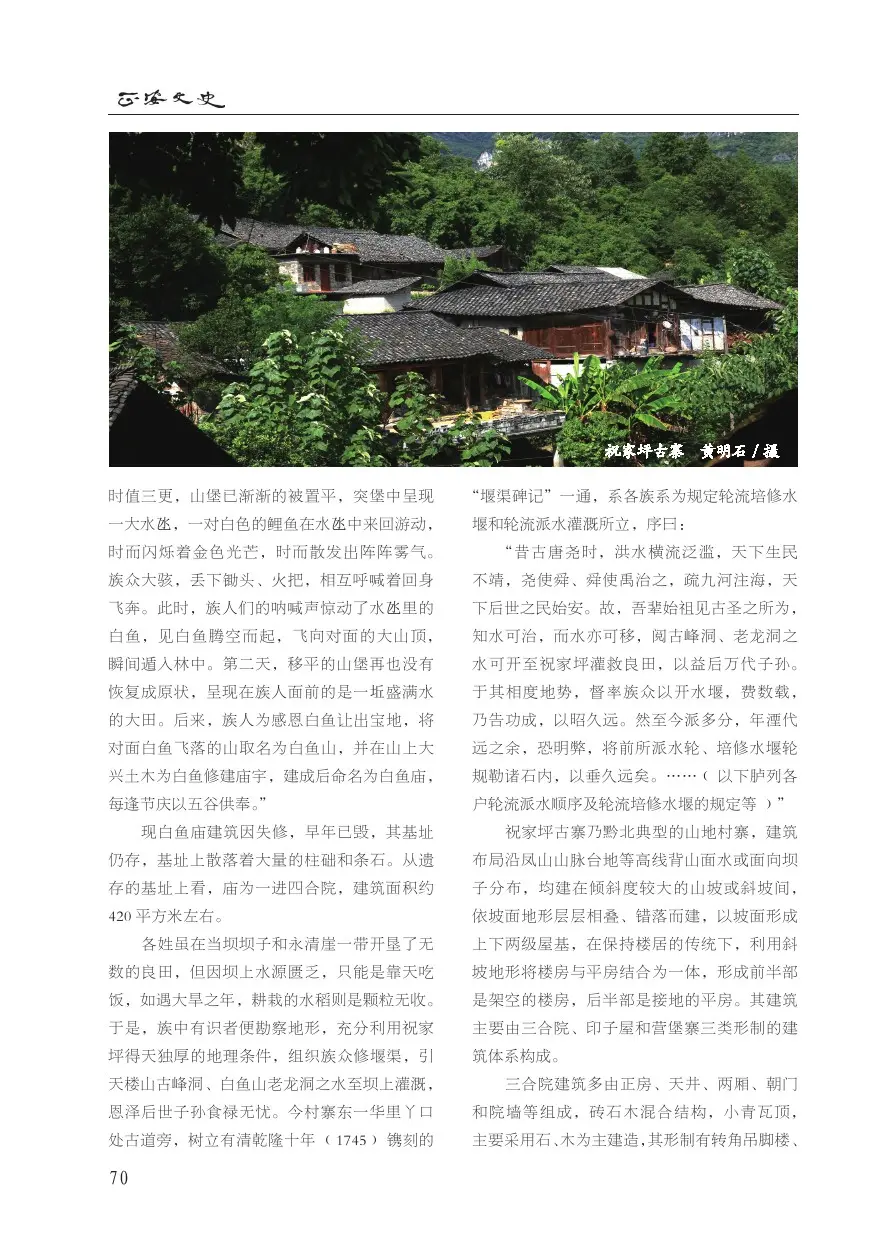 正安文史
祝家坪古寨　黄明石 / 摄
时值三更，山堡已渐渐的被置平，突堡中呈现
一大水氹，一对白色的鲤鱼在水氹中来回游动，
时而闪烁着金色光芒，时而散发出阵阵雾气。
族众大骇，丢下锄头、火把，相互呼喊着回身
飞奔。此时，族人们的呐喊声惊动了水氹里的
白鱼，见白鱼腾空而起，飞向对面的大山顶，
瞬间遁入林中。第二天，移平的山堡再也没有
恢复成原状，呈现在族人面前的是一坵盛满水
的大田。后来，族人为感恩白鱼让出宝地，将
对面白鱼飞落的山取名为白鱼山，并在山上大
兴土木为白鱼修建庙宇，建成后命名为白鱼庙，
每逢节庆以五谷供奉。”
现白鱼庙建筑因失修，早年已毁，其基址
仍存，基址上散落着大量的柱础和条石。从遗
存的基址上看，庙为一进四合院，建筑面积约
420 平方米左右。
各姓虽在当坝坝子和永清崖一带开垦了无
数的良田，但因坝上水源匮乏，只能是靠天吃
饭，如遇大旱之年，耕栽的水稻则是颗粒无收。
于是，族中有识者便勘察地形，充分利用祝家
坪得天独厚的地理条件，组织族众修堰渠，引
天楼山古峰洞、白鱼山老龙洞之水至坝上灌溉，
恩泽后世子孙食禄无忧。今村寨东一华里丫口
处古道旁，树立有清乾隆十年（1745）镌刻的
“堰渠碑记”一通，系各族系为规定轮流培修水
堰和轮流派水灌溉所立，序曰：
“昔古唐尧时，洪水横流泛滥，天下生民
不靖，尧使舜、舜使禹治之，疏九河注海，天
下后世之民始安。故，吾辈始祖见古圣之所为，
知水可治，而水亦可移，阅古峰洞、老龙洞之
水可开至祝家坪灌救良田，以益后万代子孙。
于其相度地势，督率族众以开水堰，费数载，
乃告功成，以昭久远。然至今派多分，年湮代
远之余，恐明弊，将前所派水轮、培修水堰轮
规勒诸石内，以垂久远矣。……（ 以下胪列各
户轮流派水顺序及轮流培修水堰的规定等 ）”
祝家坪古寨乃黔北典型的山地村寨，建筑
布局沿凤山山脉台地等高线背山面水或面向坝
子分布，均建在倾斜度较大的山坡或斜坡间，
依坡面地形层层相叠、错落而建，以坡面形成
上下两级屋基，在保持楼居的传统下，利用斜
坡地形将楼房与平房结合为一体，形成前半部
是架空的楼房，后半部是接地的平房。其建筑
主要由三合院、印子屋和营堡寨三类形制的建
筑体系构成。
三合院建筑多由正房、天井、两厢、朝门
和院墙等组成，砖石木混合结构，小青瓦顶，
主要采用石、木为主建造，其形制有转角吊脚楼、
70